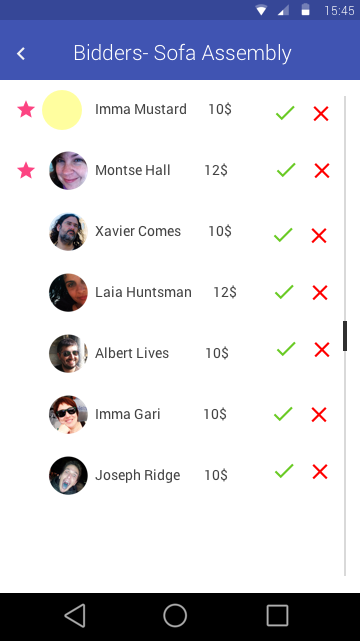 15:45
Bidders- Sofa Assembly
Imma Mustard 10$
Montse Hall 12$
Xavier Comes 10$
Laia Huntsman 12$
Albert Lives 10$
Imma Gari 10$
Joseph Ridge 10$